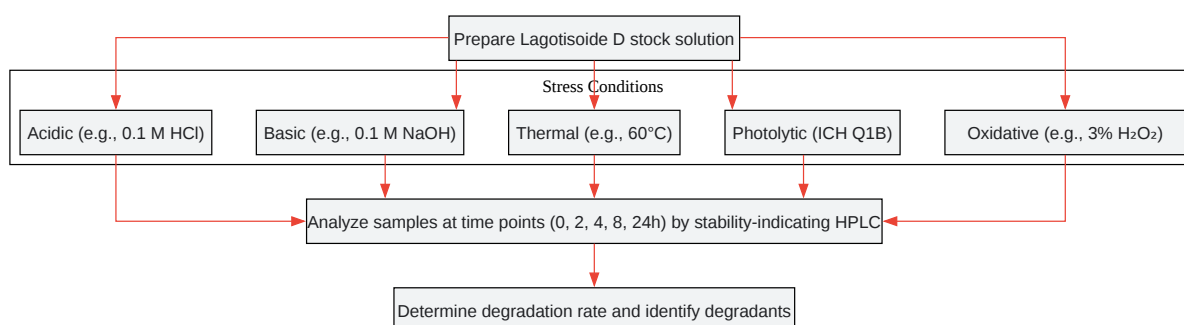 Prepare Lagotisoide D stock solution
Stress Conditions
Acidic (e.g., 0.1 M HCl)
Basic (e.g., 0.1 M NaOH)
Thermal (e.g., 60°C)
Photolytic (ICH Q1B)
Oxidative (e.g., 3% H₂O₂)
Analyze samples at time points (0, 2, 4, 8, 24h) by stability-indicating HPLC
Determine degradation rate and identify degradants